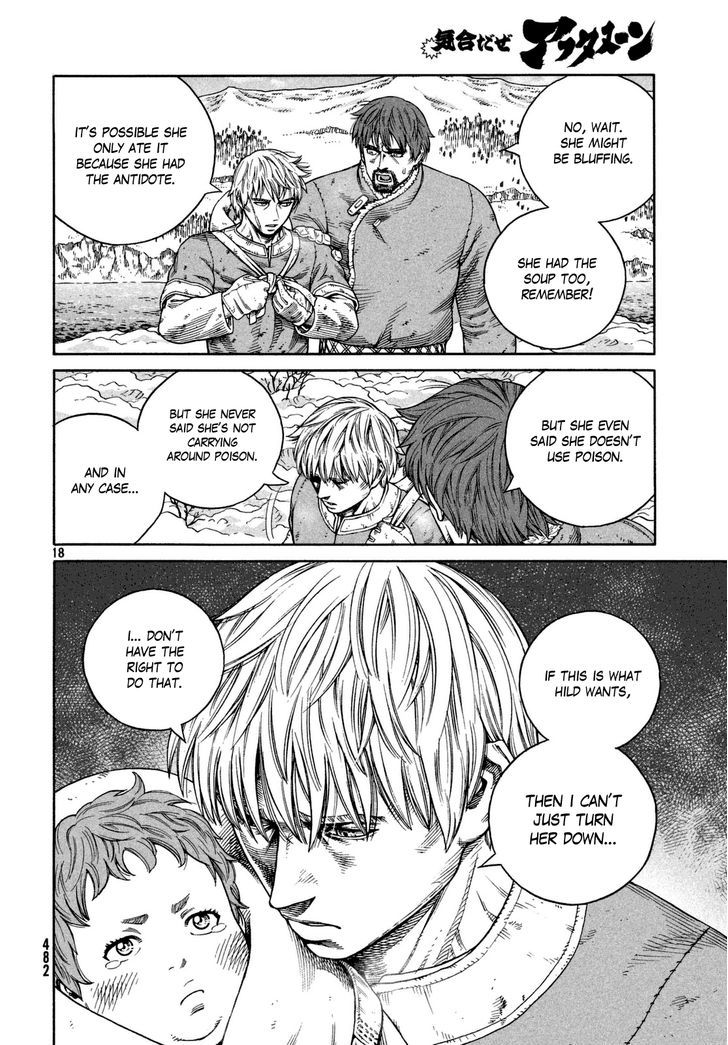 気合だぜ アフタヌーン
NO, WAIT.
SHE MIGHT
BE BLUFFING.
SHE HAD THE
SOUP TOO,
REMEMBER!
IT'S POSSIBLE SHE
ONLY ATE IT
BECAUSE SHE HAD
THE ANTIDOTE.
BUT SHE EVEN
SAID SHE DOESN'T
USE POISON.
BUT SHE NEVER
SAID SHE'S NOT
CARRYING
AROUND POISON.
AND IN
ANY CASE...
18
IF THIS IS WHAT
HILD WANTS,
THEN I CAN'T
JUST TURN
HER DOWN...
I... DON'T
HAVE THE
RIGHT TO
DO THAT.
482